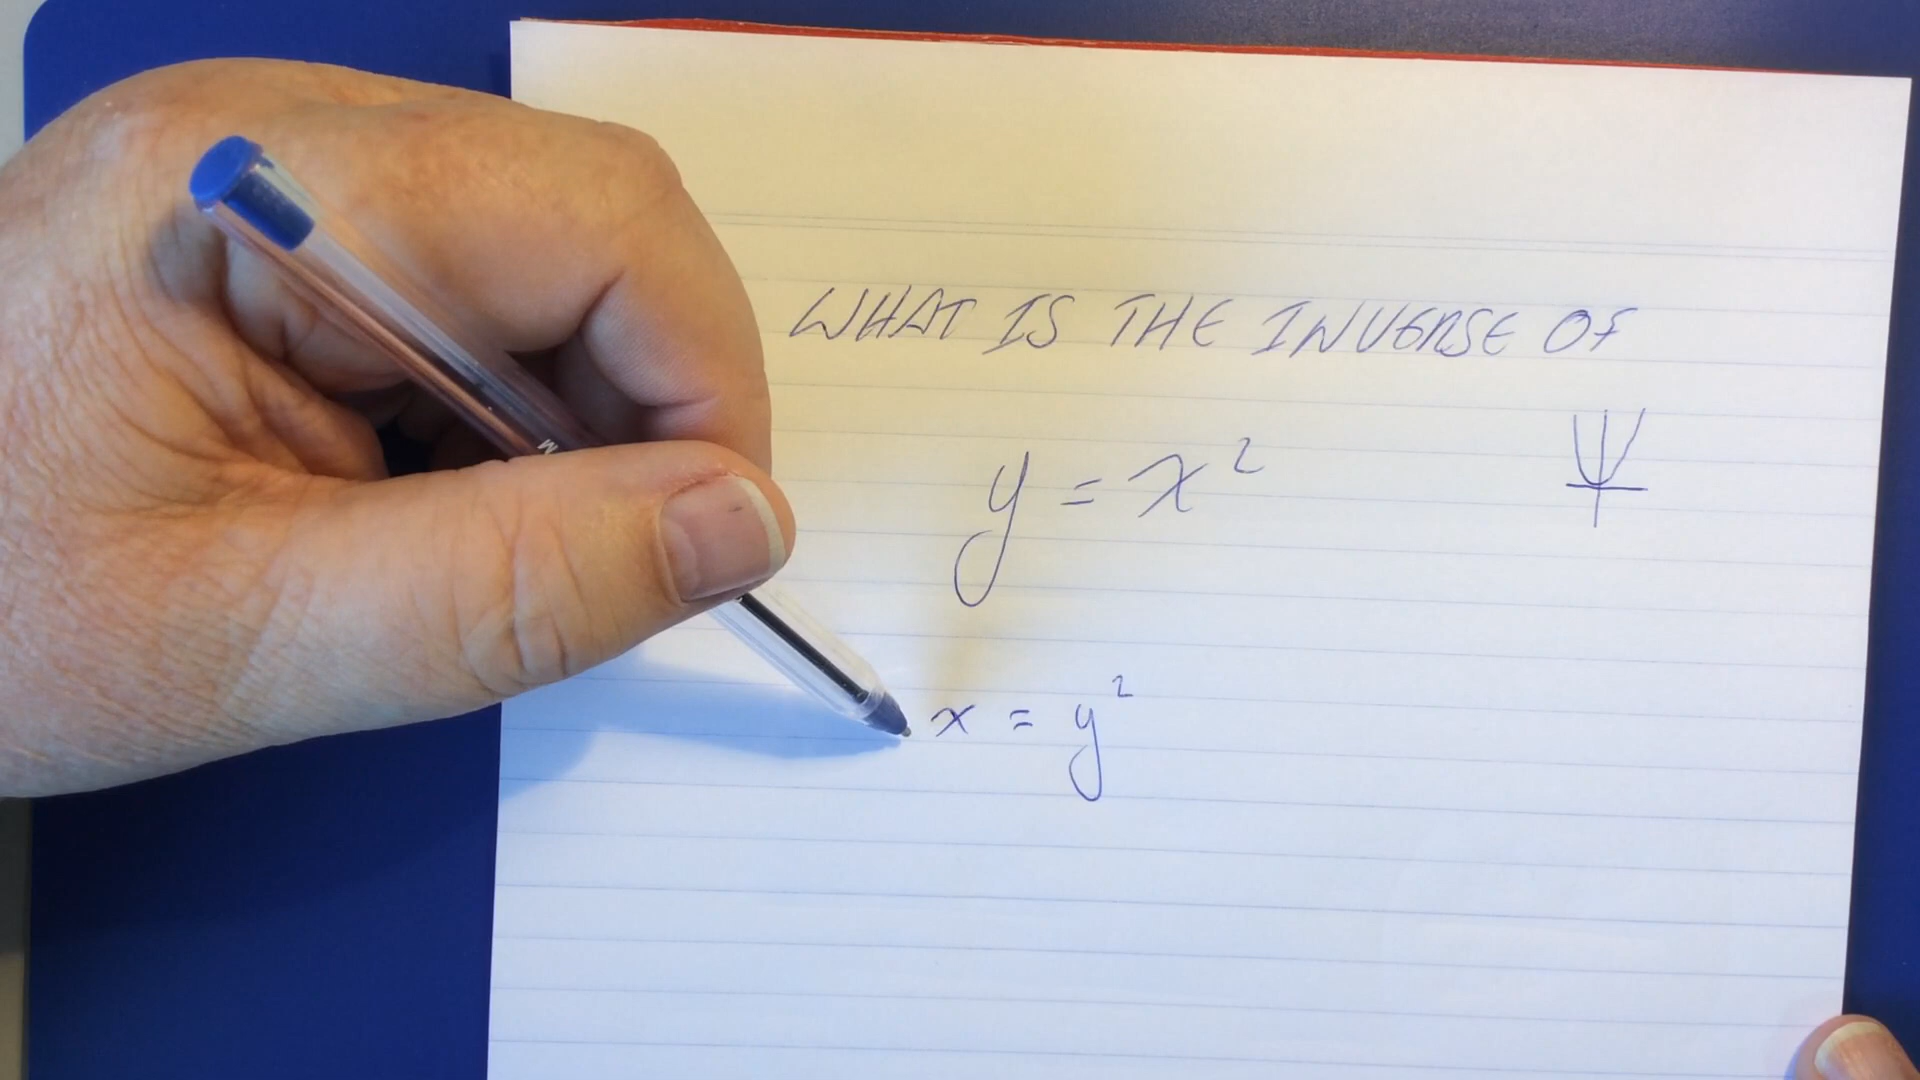 WHAT IS THE INVERSE OF
y = x²
x = y²
M